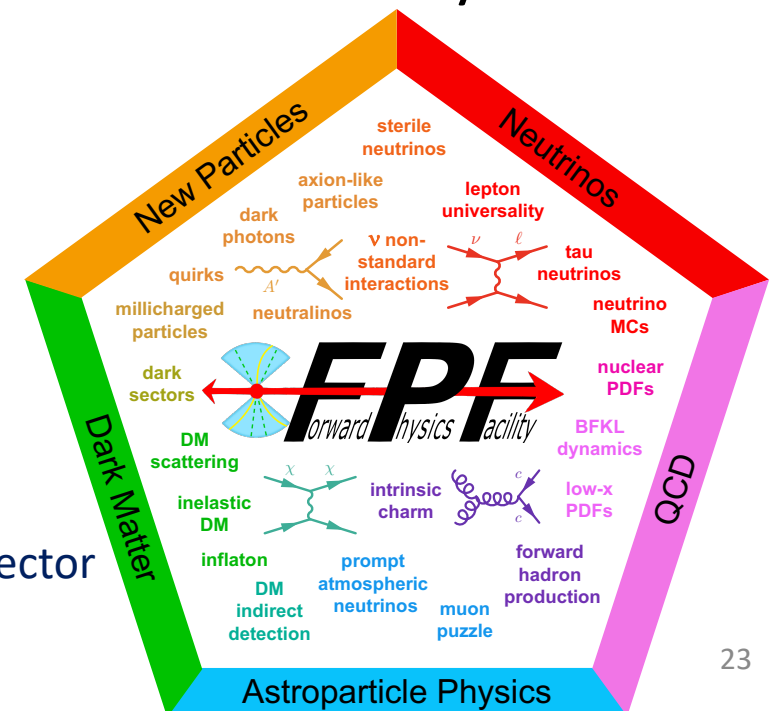 New Particles
Neutrinos
sterile
neutrinos
axion-like
particles
lepton
universality
dark
photons
ν non-
standard
interactions
ν ℓ
tau
neutrinos
quirks
A′
neutralinos
millicharged
particles
neutrino
MCs
dark
sectors
FPF
Forward Physics Facility
nuclear
PDFs
BFKL
dynamics
Dark Matter
QCD
DM
scattering
χ χ
inelastic
DM
intrinsic
charm
c
c
low-x
PDFs
inflaton
ector
DM
indirect
detection
prompt
atmospheric
neutrinos
muon
puzzle
forward
hadron
production
23
Astroparticle Physics